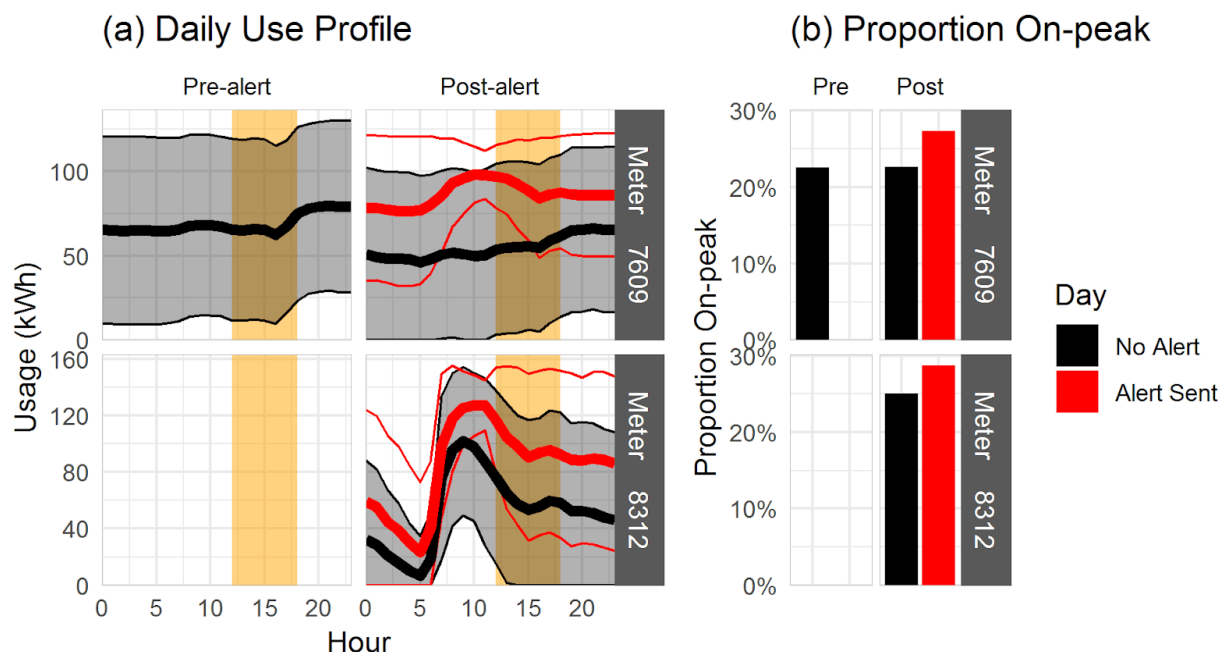 (a) Daily Use Profile
(b) Proportion On-peak
Pre-alert
Post-alert
Usage (kWh)
100
50
0
Meter 7609
160
120
80
40
0
Meter 8312
0 5 10 15 20
0 5 10 15 20
Hour
Pre
Post
Proportion On-peak
30%
20%
10%
0%
Meter 7609
30%
20%
10%
0%
Meter 8312
Day
No Alert
Alert Sent